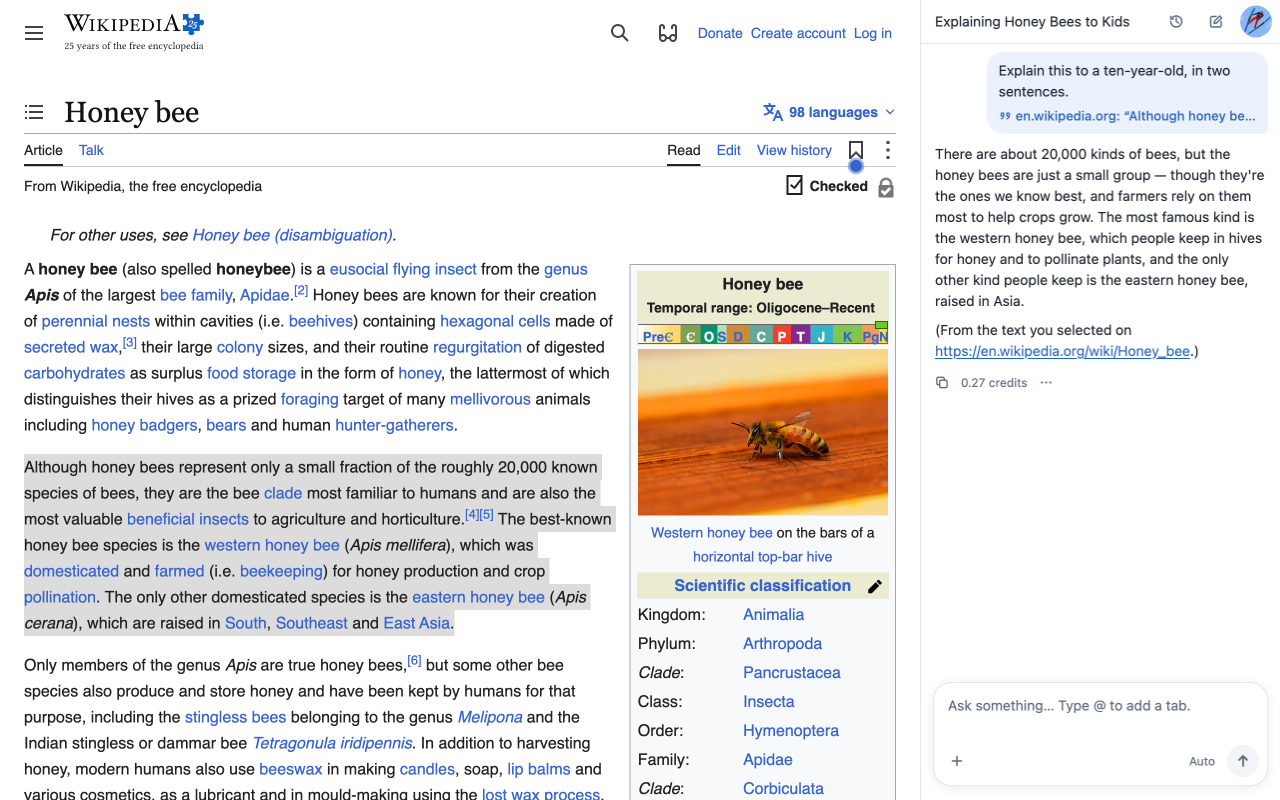 WIKIPEDIA 25
25 years of the free encyclopedia
Donate Create account Log in
Honey bee
98 languages
Article Talk
Read Edit View history
From Wikipedia, the free encyclopedia
Checked
For other uses, see Honey bee (disambiguation).
A honey bee (also spelled honeybee) is a eusocial flying insect from the genus
Apis of the largest bee family, Apidae.[2] Honey bees are known for their creation
of perennial nests within cavities (i.e. beehives) containing hexagonal cells made of
secreted wax,[3] their large colony sizes, and their routine regurgitation of digested
carbohydrates as surplus food storage in the form of honey, the lattermost of which
distinguishes their hives as a prized foraging target of many mellivorous animals
including honey badgers, bears and human hunter-gatherers.
Although honey bees represent only a small fraction of the roughly 20,000 known
species of bees, they are the bee clade most familiar to humans and are also the
most valuable beneficial insects to agriculture and horticulture.[4][5] The best-known
honey bee species is the western honey bee (Apis mellifera), which was
domesticated and farmed (i.e. beekeeping) for honey production and crop
pollination. The only other domesticated species is the eastern honey bee (Apis
cerana), which are raised in South, Southeast and East Asia.
Only members of the genus Apis are true honey bees,[6] but some other bee
species also produce and store honey and have been kept by humans for that
purpose, including the stingless bees belonging to the genus Melipona and the
Indian stingless or dammar bee Tetragonula iridipennis. In addition to harvesting
honey, modern humans also use beeswax in making candles, soap, lip balms and
various cosmetics, as a lubricant and in mould-making using the lost wax process.
Honey bee
Temporal range: Oligocene–Recent
PreЄ Є O S D C P T J K Pg N
Western honey bee on the bars of a
horizontal top-bar hive
Scientific classification
Kingdom: Animalia
Phylum: Arthropoda
Clade: Pancrustacea
Class: Insecta
Order: Hymenoptera
Family: Apidae
Clade: Corbiculata
Explaining Honey Bees to Kids
Explain this to a ten-year-old, in two
sentences.
en.wikipedia.org: “Although honey be...
There are about 20,000 kinds of bees, but the
honey bees are just a small group — though they're
the ones we know best, and farmers rely on them
most to help crops grow. The most famous kind is
the western honey bee, which people keep in hives
for honey and to pollinate plants, and the only
other kind people keep is the eastern honey bee,
raised in Asia.
(From the text you selected on
https://en.wikipedia.org/wiki/Honey_bee.)
0.27 credits
Ask something... Type @ to add a tab.
Auto